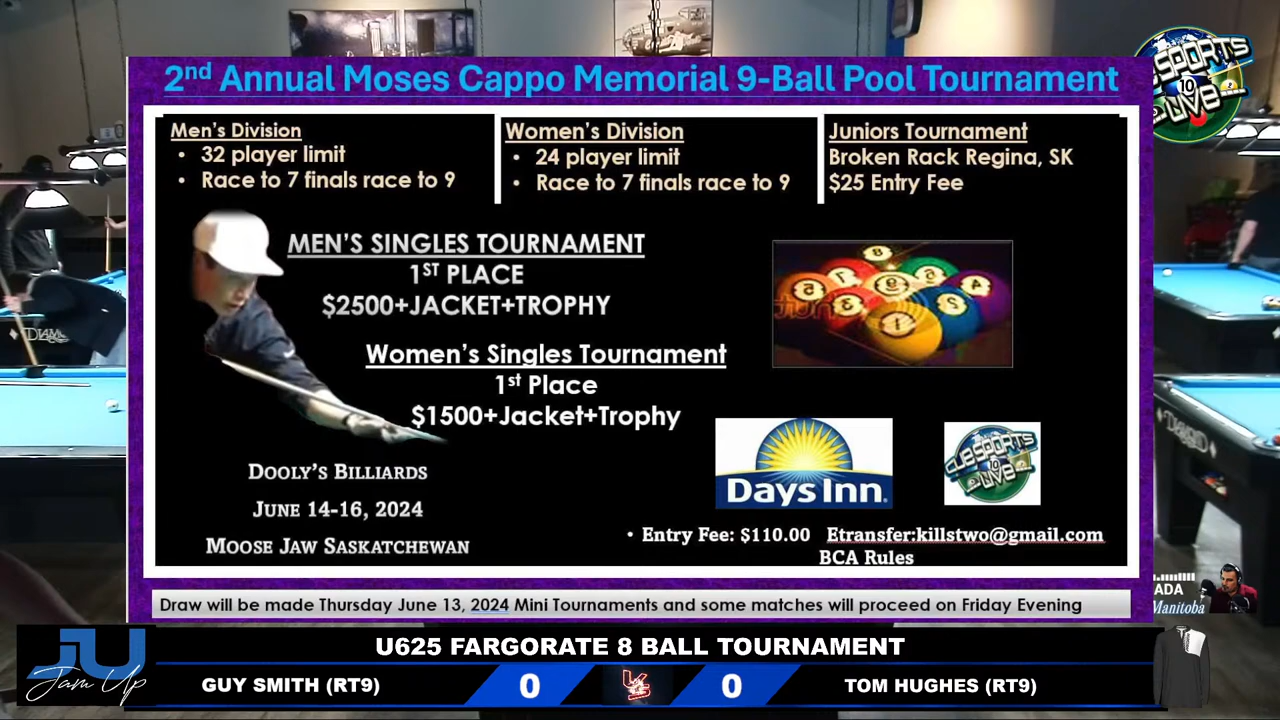 2nd Annual Moses Cappo Memorial 9-Ball Pool Tournament
Men's Division
• 32 player limit
• Race to 7 finals race to 9
Women's Division
• 24 player limit
• Race to 7 finals race to 9
Juniors Tournament
Broken Rack Regina, SK
$25 Entry Fee
MEN'S SINGLES TOURNAMENT
1ST PLACE
$2500+JACKET+TROPHY
Women's Singles Tournament
1st Place
$1500+Jacket+Trophy
DOOLY'S BILLIARDS
JUNE 14-16, 2024
MOOSE JAW SASKATCHEWAN
Days Inn.
CUESPORTS
10
LIVE
• Entry Fee: $110.00 Etransfer:killstwo@gmail.com
BCA Rules
Draw will be made Thursday June 13, 2024 Mini Tournaments and some matches will proceed on Friday Evening
ADA
Manitoba
JU
Jam Up
U625 FARGORATE 8 BALL TOURNAMENT
GUY SMITH (RT9) 0 0 TOM HUGHES (RT9)